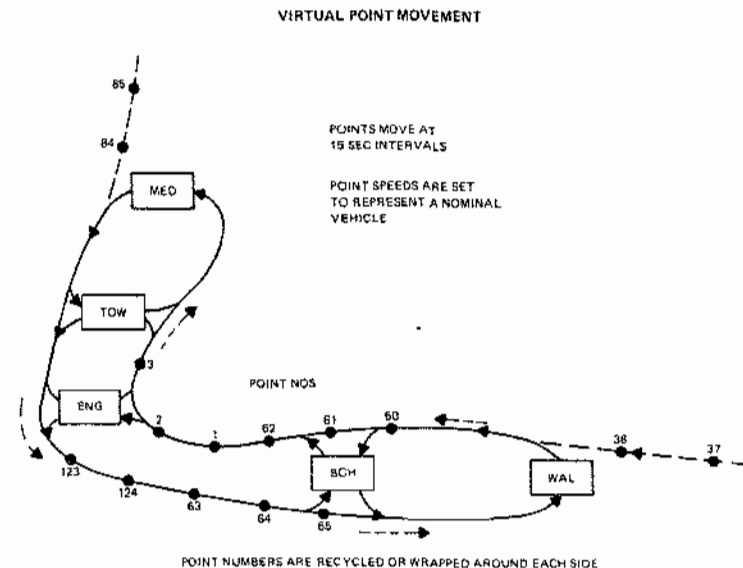 VIRTUAL POINT MOVEMENT
85
84
POINTS MOVE AT
15 SEC INTERVALS
MED
POINT SPEEDS ARE SET
TO REPRESENT A NOMINAL
VEHICLE
TOW
3
POINT NOS
ENG
2
1
62
61
60
38
37
BCH
WAL
123
124
63
64
65
POINT NUMBERS ARE RECYCLED OR WRAPPED AROUND EACH SIDE